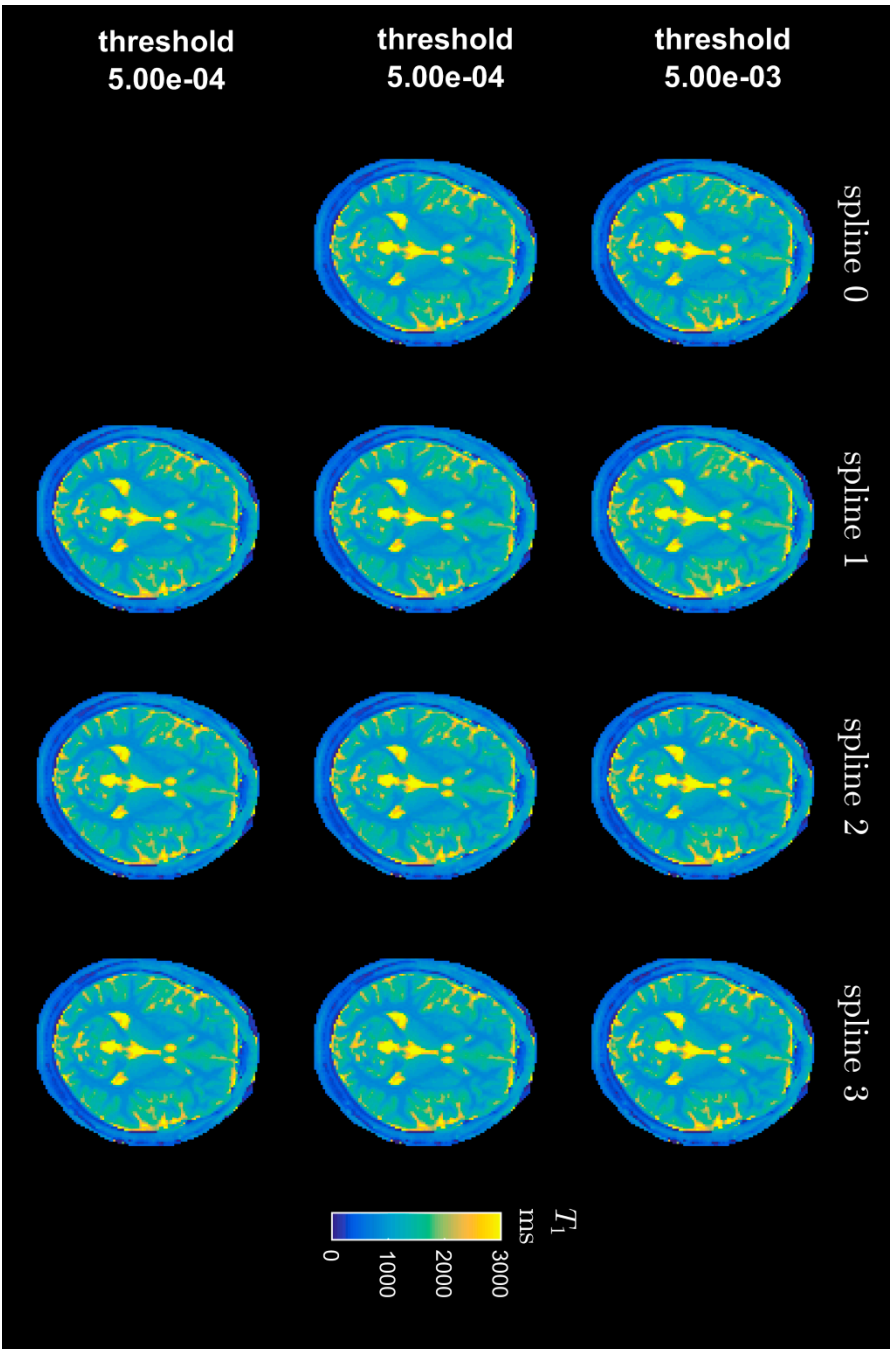 threshold
5.00e-04
threshold
5.00e-04
threshold
5.00e-03
spline 0
spline 1
spline 2
spline 3
T₁
ms
0
1000
2000
3000